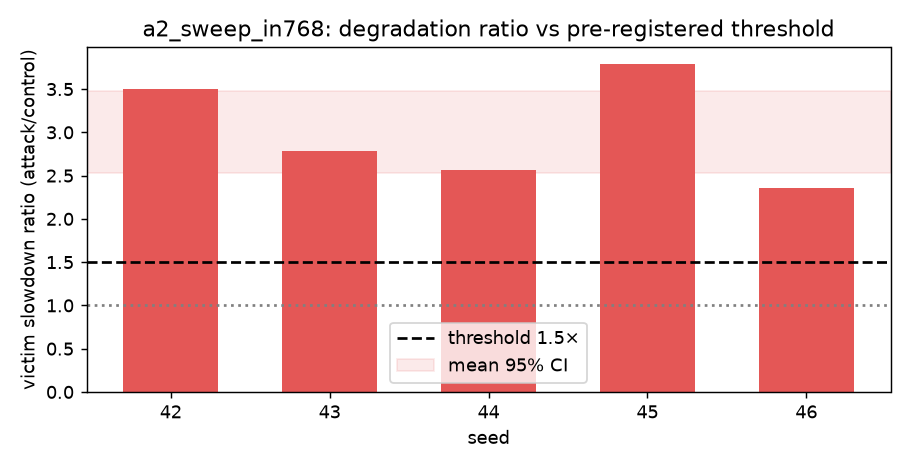 a2_sweep_in768: degradation ratio vs pre-registered threshold
victim slowdown ratio (attack/control)
3.5
3.0
2.5
2.0
1.5
1.0
0.5
0.0
threshold 1.5×
mean 95% CI
42 43 44 45 46
seed